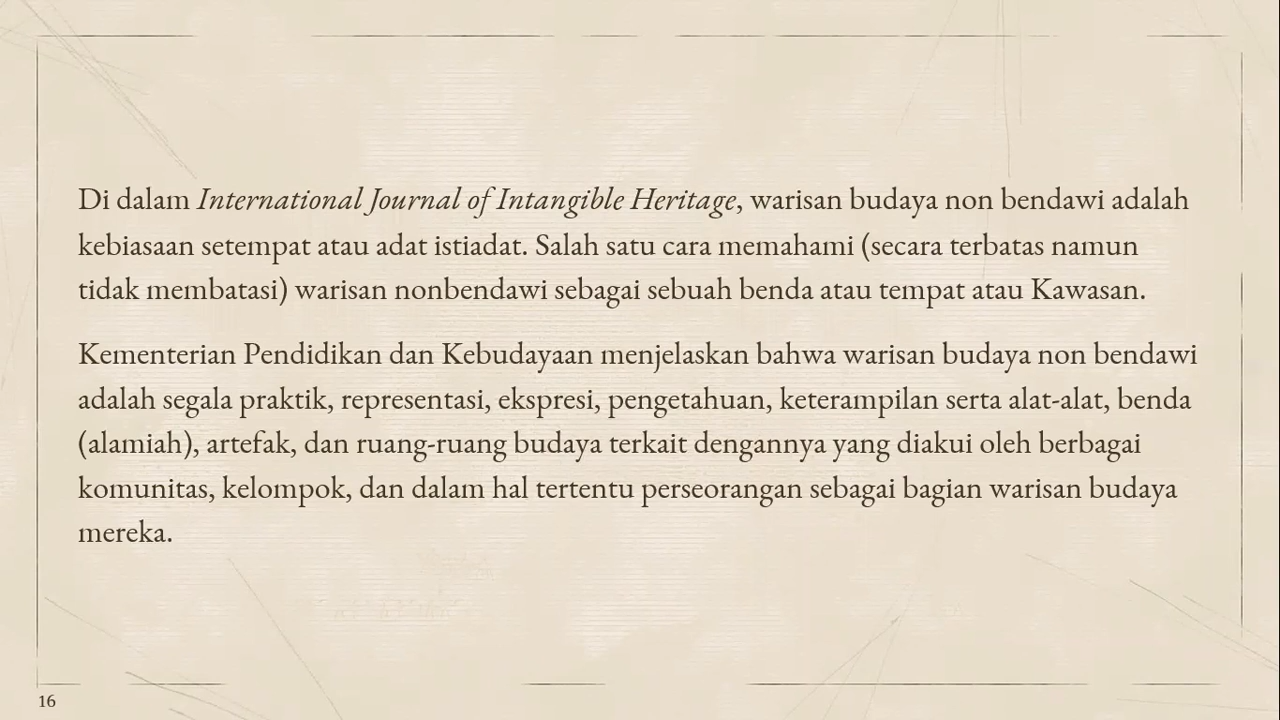 Di dalam International Journal of Intangible Heritage, warisan budaya non bendawi adalah
kebiasaan setempat atau adat istiadat. Salah satu cara memahami (secara terbatas namun
tidak membatasi) warisan nonbendawi sebagai sebuah benda atau tempat atau Kawasan.
Kementerian Pendidikan dan Kebudayaan menjelaskan bahwa warisan budaya non bendawi
adalah segala praktik, representasi, ekspresi, pengetahuan, keterampilan serta alat-alat, benda
(alamiah), artefak, dan ruang-ruang budaya terkait dengannya yang diakui oleh berbagai
komunitas, kelompok, dan dalam hal tertentu perseorangan sebagai bagian warisan budaya
mereka.
16